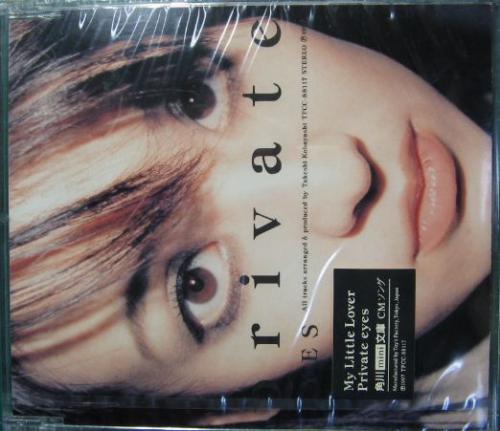 rivate
ES
All tracks arranged & produced by Takeshi Kobayashi TFCC-88117 STEREO
My Little Lover
Private eyes
角川mini文庫 CMソング
Manufactured by Toy's Factory, Tokyo, Japan
℗1997 TFCC-88117